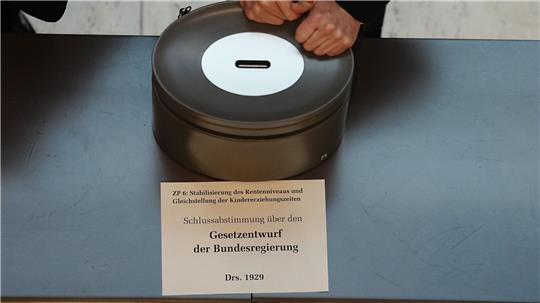 ZP 6: Stabilisierung des Rentenniveaus und
Gleichstellung der Kindererziehungszeiten
Schlussabstimmung über den
Gesetzentwurf
der Bundesregierung
Drs. 1929